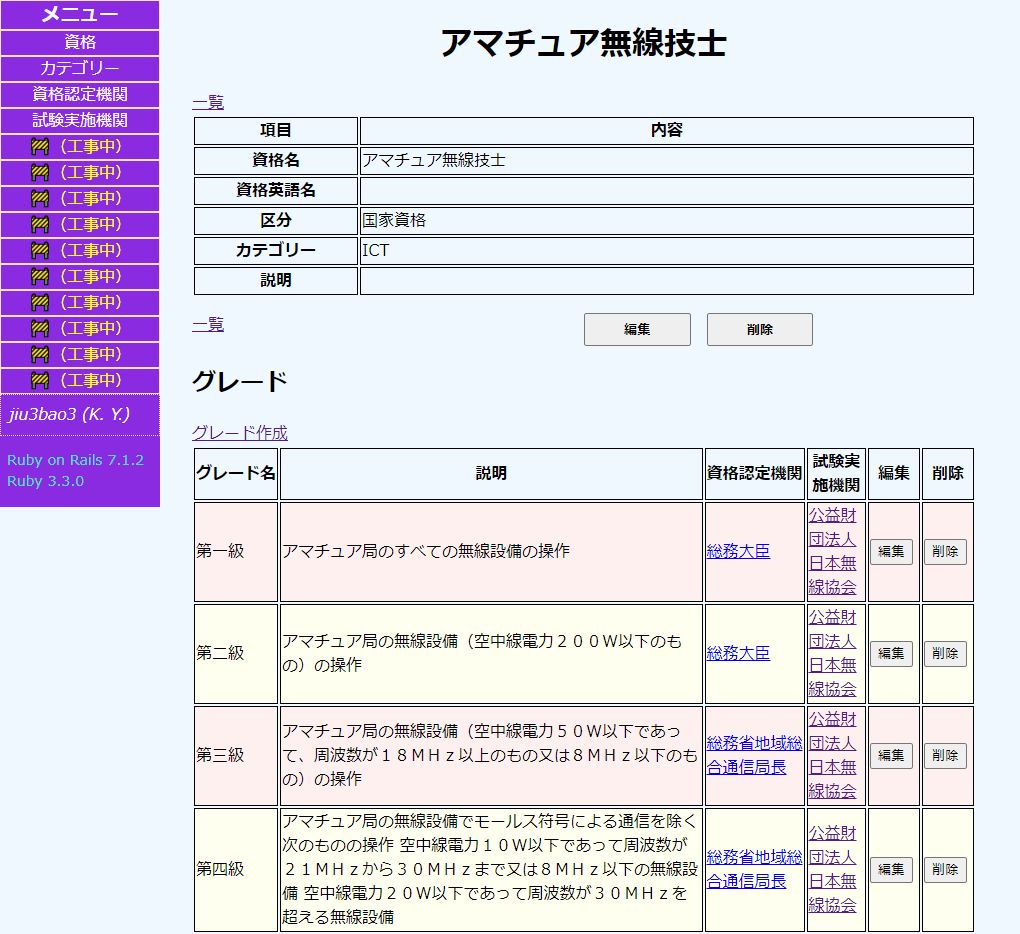 メニュー
資格
カテゴリー
資格認定機関
試験実施機関
🚧（工事中）
🚧（工事中）
🚧（工事中）
🚧（工事中）
🚧（工事中）
🚧（工事中）
🚧（工事中）
🚧（工事中）
🚧（工事中）
🚧（工事中）
jiu3bao3 (K. Y.)
Ruby on Rails 7.1.2
Ruby 3.3.0
アマチュア無線技士
一覧
項目 内容
資格名 アマチュア無線技士
資格英語名
区分 国家資格
カテゴリー ICT
説明
一覧 編集 削除
グレード
グレード作成
グレード名 説明 資格認定機関 試験実
施機関 編集 削除
第一級 アマチュア局のすべての無線設備の操作 総務大臣 公益財
団法人
日本無
線協会 編集 削除
第二級 アマチュア局の無線設備（空中線電力２００Ｗ以下のも
の）の操作 総務大臣 公益財
団法人
日本無
線協会 編集 削除
第三級 アマチュア局の無線設備（空中線電力５０Ｗ以下であっ
て、周波数が１８ＭＨｚ以上のもの又は８ＭＨｚ以下のも
の）の操作 総務省地域総
合通信局長 公益財
団法人
日本無
線協会 編集 削除
第四級 アマチュア局の無線設備でモールス符号による通信を除く
次のものの操作 空中線電力１０Ｗ以下であって周波数が
２１ＭＨｚから３０ＭＨｚまで又は８ＭＨｚ以下の無線設
備 空中線電力２０Ｗ以下であって周波数が３０ＭＨｚを
超える無線設備 総務省地域総
合通信局長 公益財
団法人
日本無
線協会 編集 削除